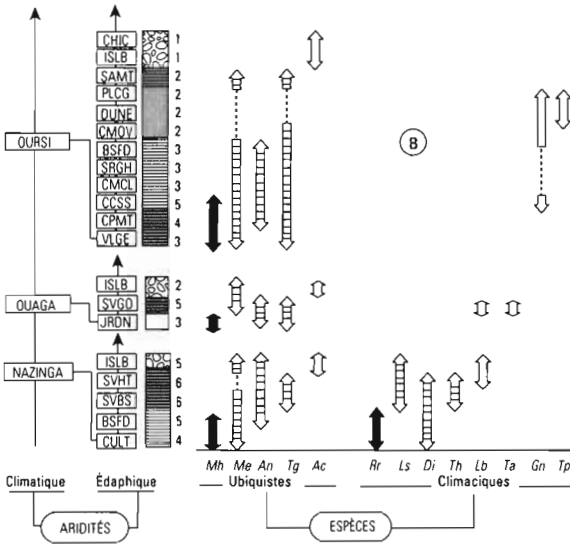 CHIC 1
ISLB 1
SAMT 2
PLCG 2
DUNE 2
CMOV 2
OURSI
BSFD 3
SRGH 3
CMCL 3
CCSS 5
CPMT 4
VLGE 3
B
ISLB 2
OUAGA
SVGO 5
JRDN 3
ISLB 5
NAZINGA
SVHT 6
SVBS 6
BSFD 5
CULT 4
Mh Me An Tg Ac Rr Ls Di Th Lb Ta Gn Tp
Climatique Édaphique Ubiquistes Climaciques
ARIDITÉS ESPÈCES